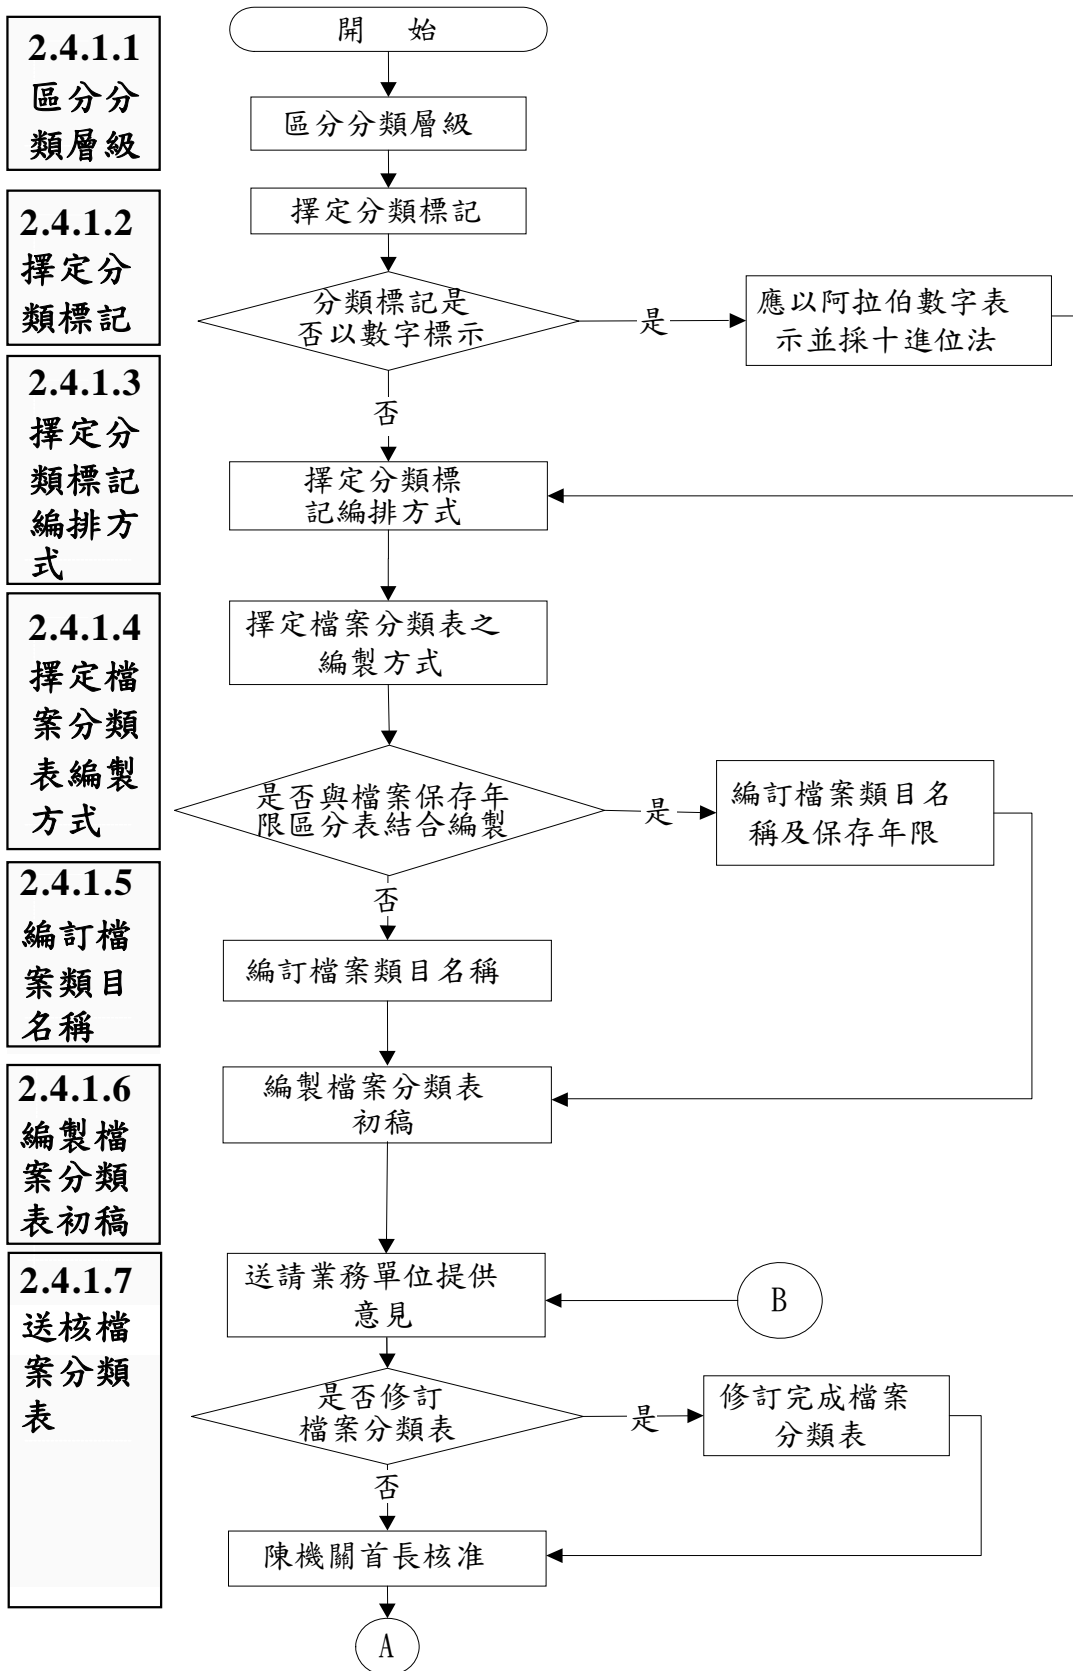 2.4.1.1
區分分
類層級
2.4.1.2
擇定分
類標記
2.4.1.3
擇定分
類標記
編排方
式
2.4.1.4
擇定檔
案分類
表編製
方式
2.4.1.5
編訂檔
案類目
名稱
2.4.1.6
編製檔
案分類
表初稿
2.4.1.7
送核檔
案分類
表
開 始
區分分類層級
擇定分類標記
分類標記是
否以數字標示
是
應以阿拉伯數字表
示並採十進位法
否
擇定分類標
記編排方式
擇定檔案分類表之
編製方式
是否與檔案保存年
限區分表結合編製
是
編訂檔案類目名
稱及保存年限
否
編訂檔案類目名稱
編製檔案分類表
初稿
送請業務單位提供
意見
B
是否修訂
檔案分類表
是
修訂完成檔案
分類表
否
陳機關首長核准
A